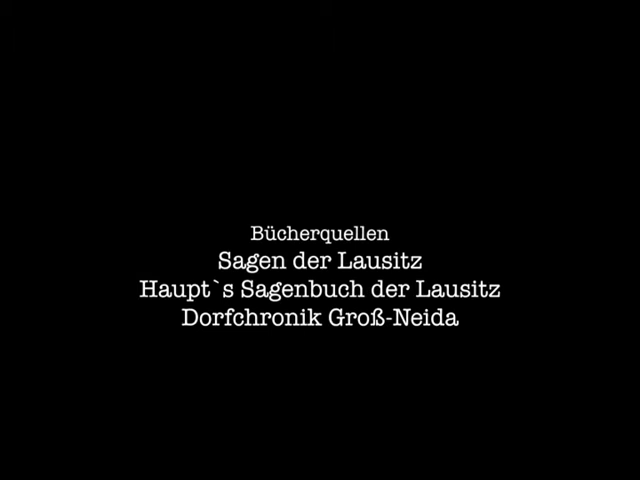 Bücherquellen
Sagen der Lausitz
Haupt`s Sagenbuch der Lausitz
Dorfchronik Groß-Neida